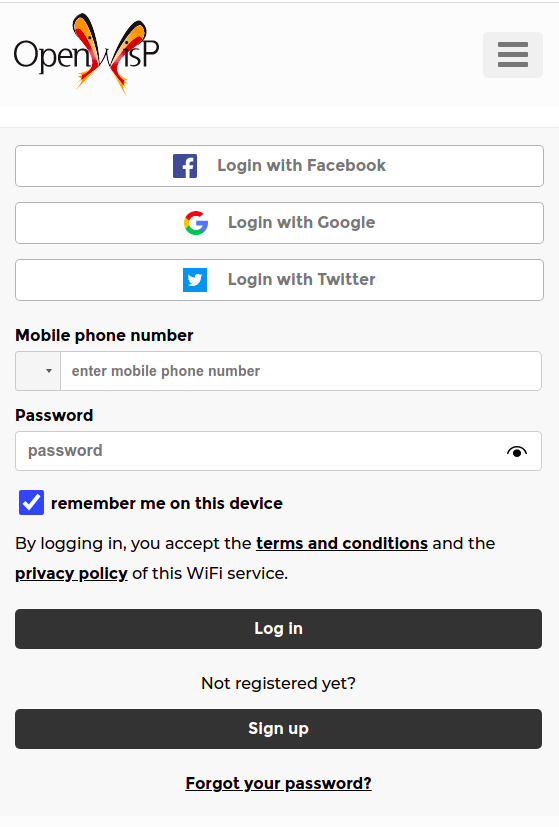 OpenWISP
Login with Facebook
Login with Google
Login with Twitter
Mobile phone number
enter mobile phone number
Password
password
remember me on this device
By logging in, you accept the terms and conditions and the
privacy policy of this WiFi service.
Log in
Not registered yet?
Sign up
Forgot your password?